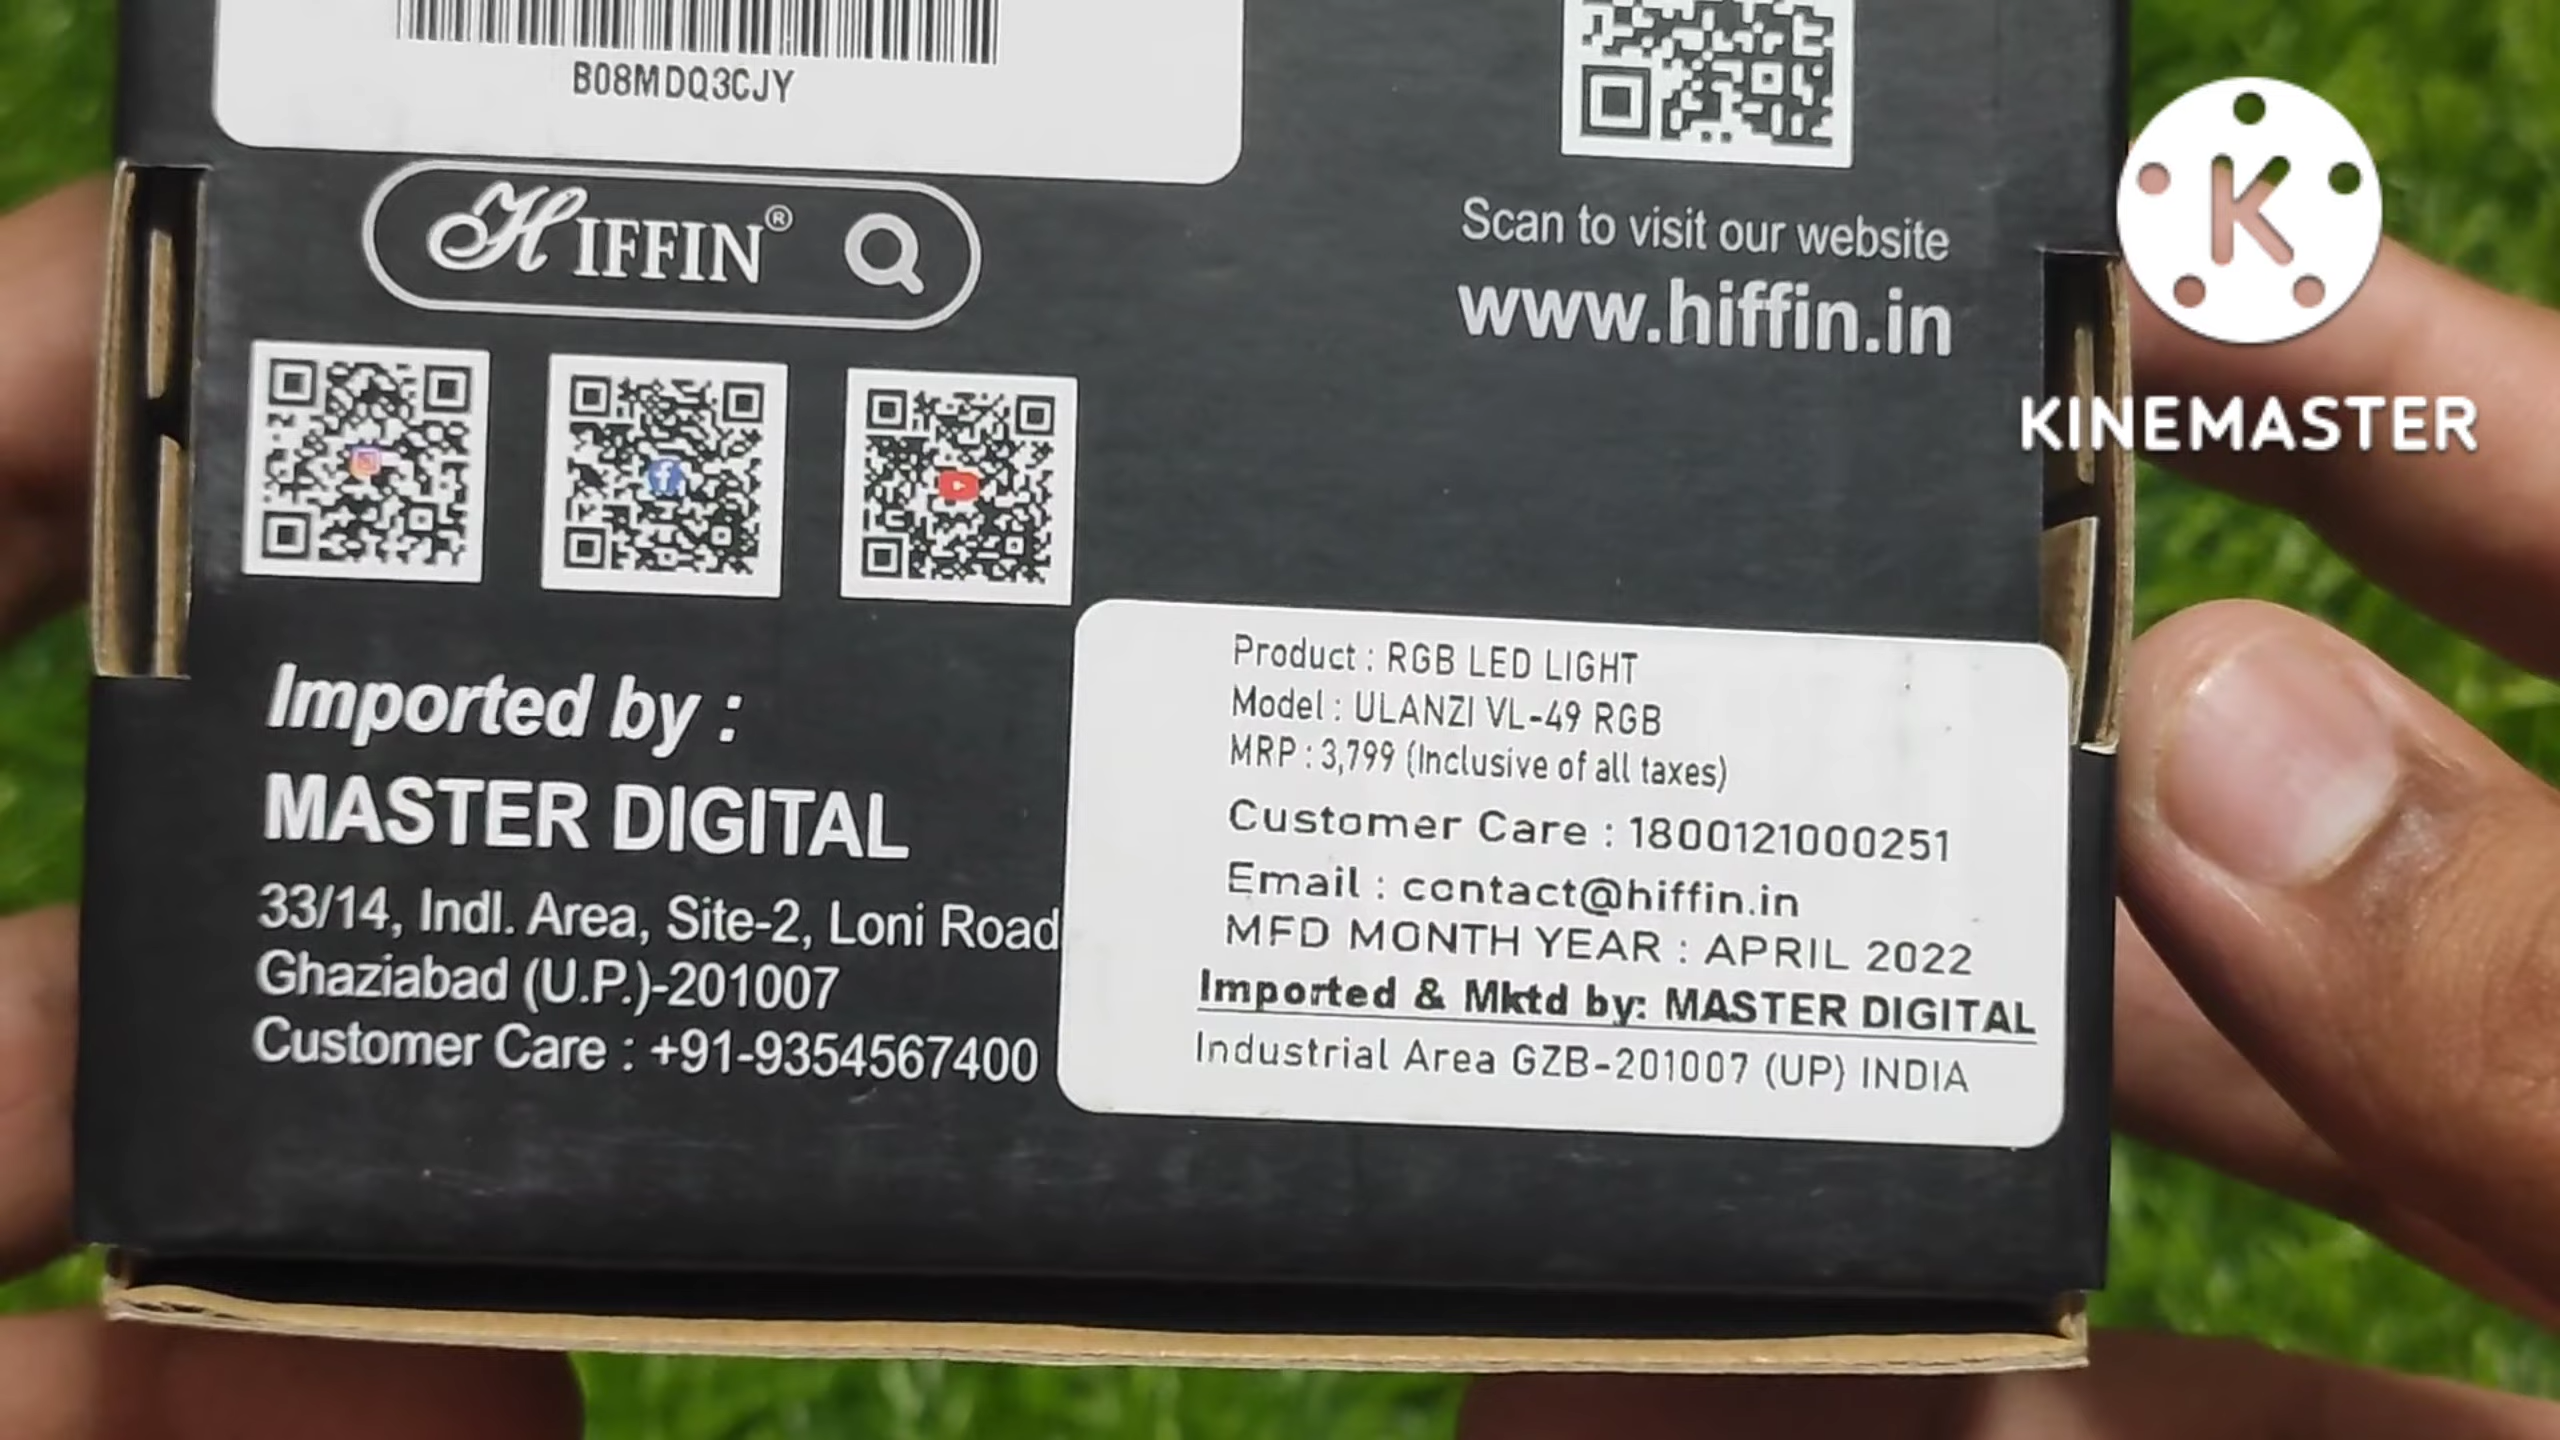 B08MDQ3CJY
HIFFIN®
Scan to visit our website
www.hiffin.in
KINEMASTER
Imported by :
MASTER DIGITAL
33/14, Indl. Area, Site-2, Loni Road
Ghaziabad (U.P.)-201007
Customer Care : +91-9354567400
Product : RGB LED LIGHT
Model : ULANZI VL-49 RGB
MRP : 3,799 (Inclusive of all taxes)
Customer Care : 1800121000251
Email : contact@hiffin.in
MFD MONTH YEAR : APRIL 2022
Imported & Mktd by: MASTER DIGITAL
Industrial Area GZB-201007 (UP) INDIA